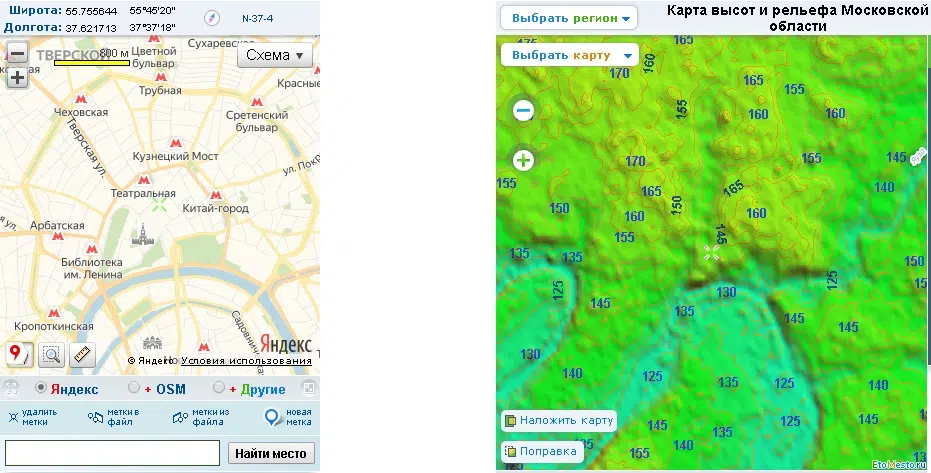 Широта: 55.755644 55°45'20"
Долгота: 37.621713 37°37'18"
N-37-4
Схема
800 м
ТВЕРСКОЙ
Сухаревская
Цветной
бульвар
Трубная
Красные
Чеховская
Сретенский
бульвар
Тверская ул.
Кузнецкий Мост
ул. Покр
Театральная
Китай-город
Арбатская
Библиотека
им. Ленина
Кропоткинская
Садовническая
Яндекс
© Яндекс Условия использования
Яндекс
+ OSM
+ Другие
удалить
метки
метки в
файл
метки из
файла
новая
метка
Найти место
Выбрать регион
Карта высот и рельефа Московской
области
Выбрать карту
165
160
170
165
155
155
160
160
170
155
145
155
165
165
140
150
150
160
160
155
145
135
135
150
125
130
125
145
135
145
145
130
140
125
135
125
140
Наложить карту
130
125
145
145
155
145
140
135
Поправка
130
145
EtoMesto.ru